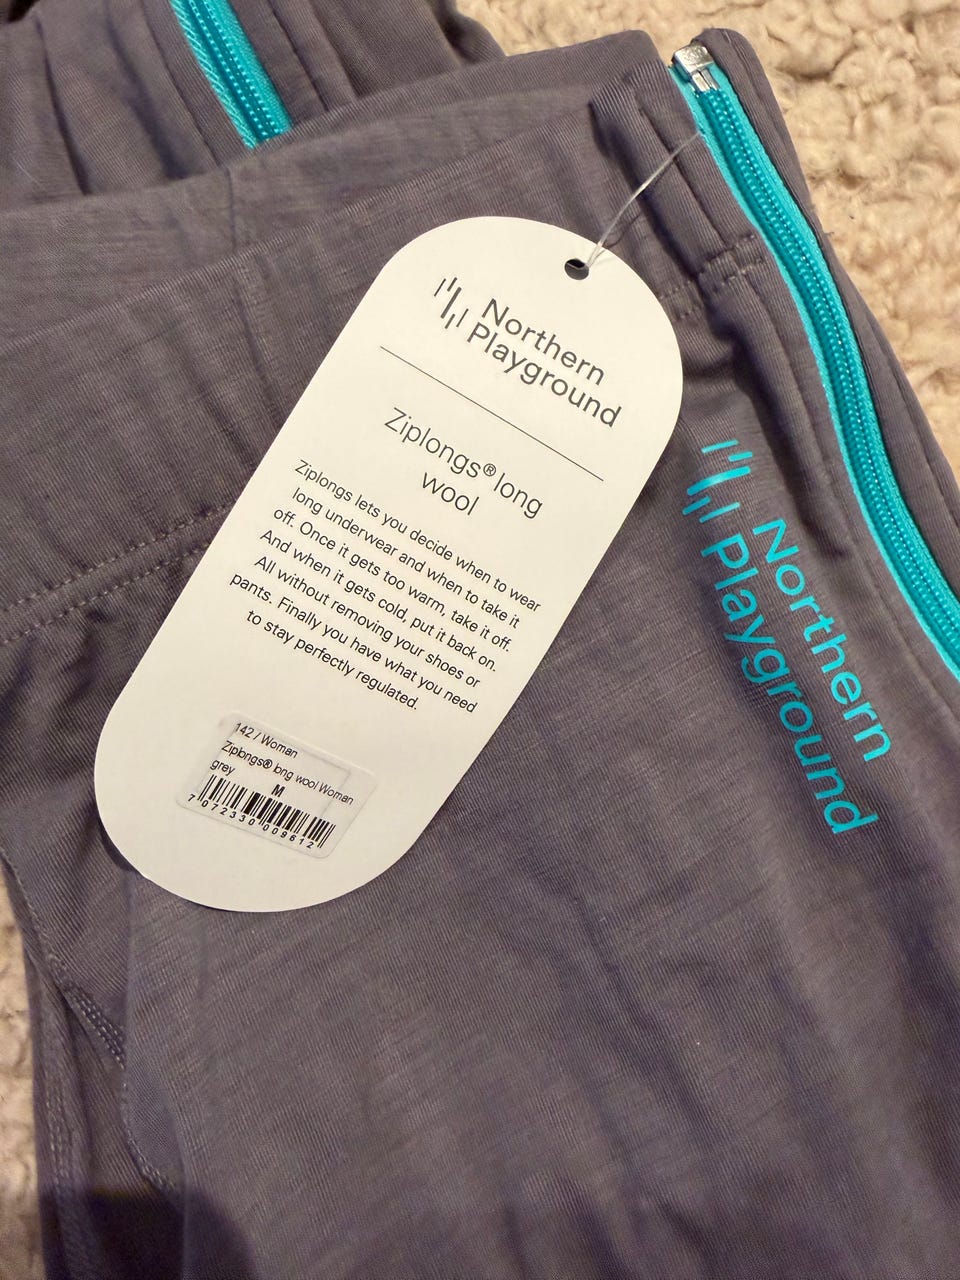 Northern
Playground
Ziplongs® long
wool
Ziplongs lets you decide when to wear
long underwear and when to take it
off. Once it gets too warm, take it off.
And when it gets cold, put it back on.
All without removing your shoes or
pants. Finally you have what you need
to stay perfectly regulated.
142 / Woman
Ziplongs® long wool Woman
grey
M
7 072330 009612
Northern
Playground